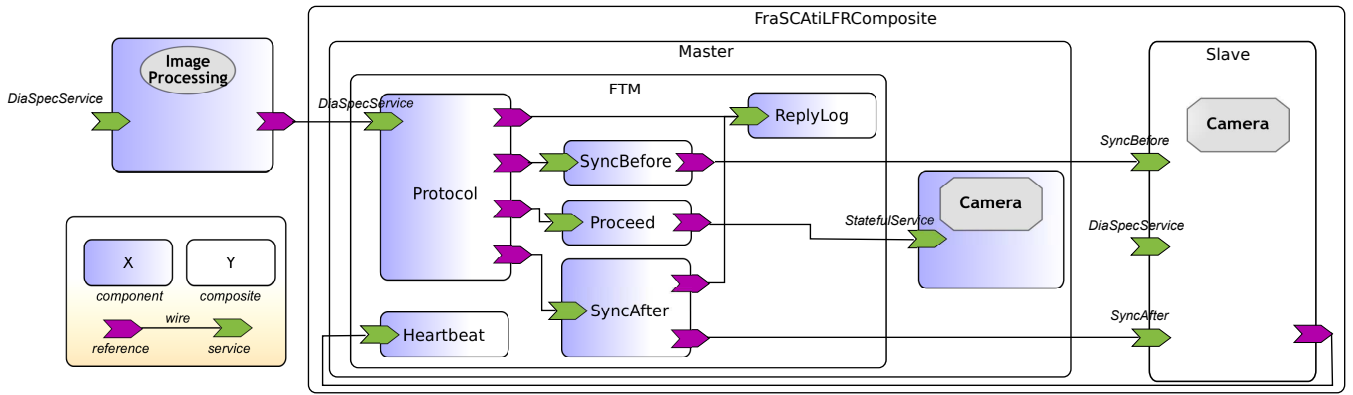 FraSCAtiLFRComposite
Master
Slave
Image
Processing
FTM
DiaSpecService
DiaSpecService
ReplyLog
Camera
SyncBefore
SyncBefore
Protocol
Camera
Proceed
StatefulService
DiaSpecService
X
Y
component
composite
wire
reference
service
SyncAfter
SyncAfter
Heartbeat